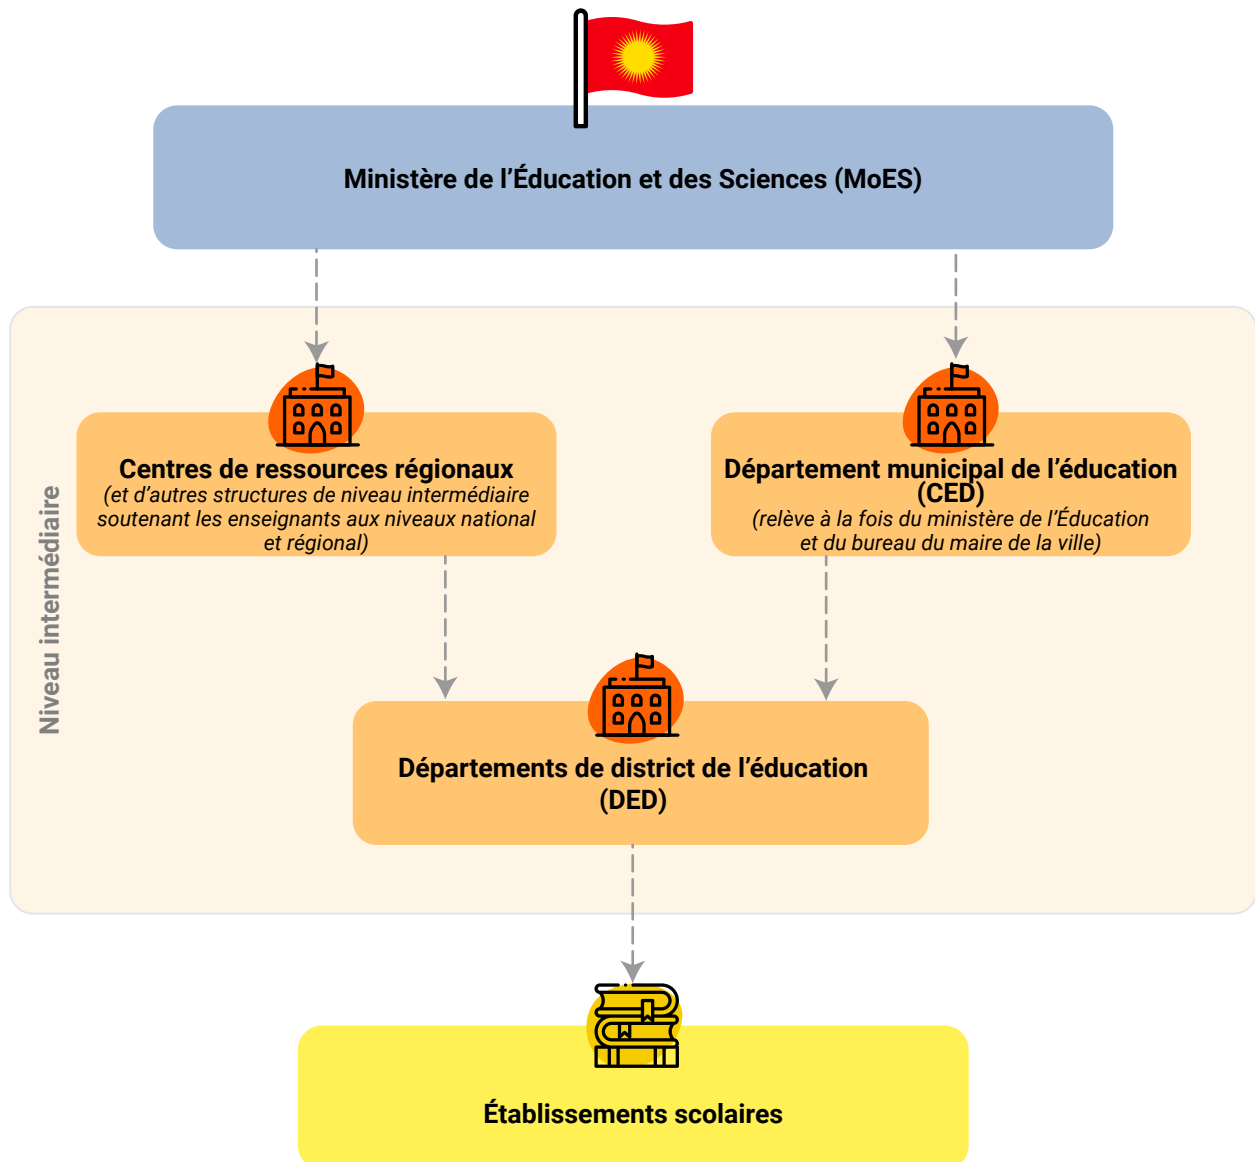 Ministère de l’Éducation et des Sciences (MoES)
Niveau intermédiaire
Centres de ressources régionaux
(et d’autres structures de niveau intermédiaire
soutenant les enseignants aux niveaux national
et régional)
Département municipal de l’éducation
(CED)
(relève à la fois du ministère de l’Éducation
et du bureau du maire de la ville)
Départements de district de l’éducation
(DED)
Établissements scolaires